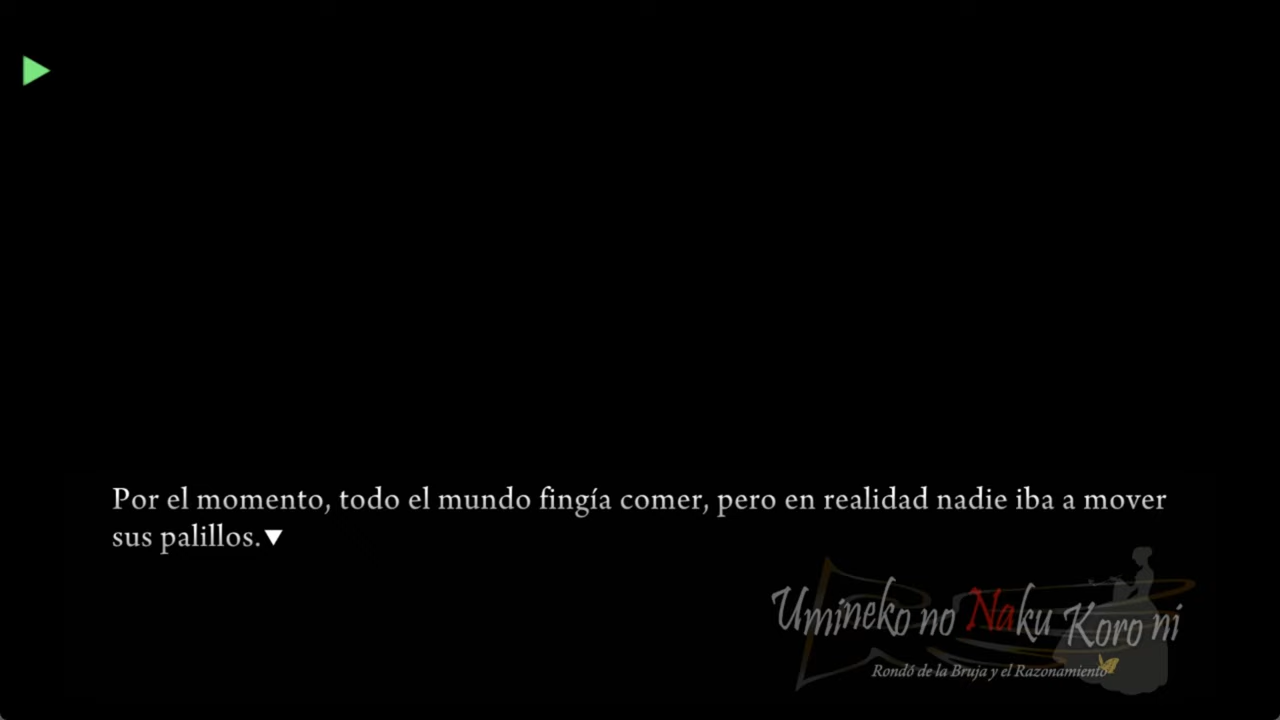 Por el momento, todo el mundo fingía comer, pero en realidad nadie iba a mover
sus palillos.
Umineko no Naku Koro ni
Rondó de la Bruja y el Razonamiento